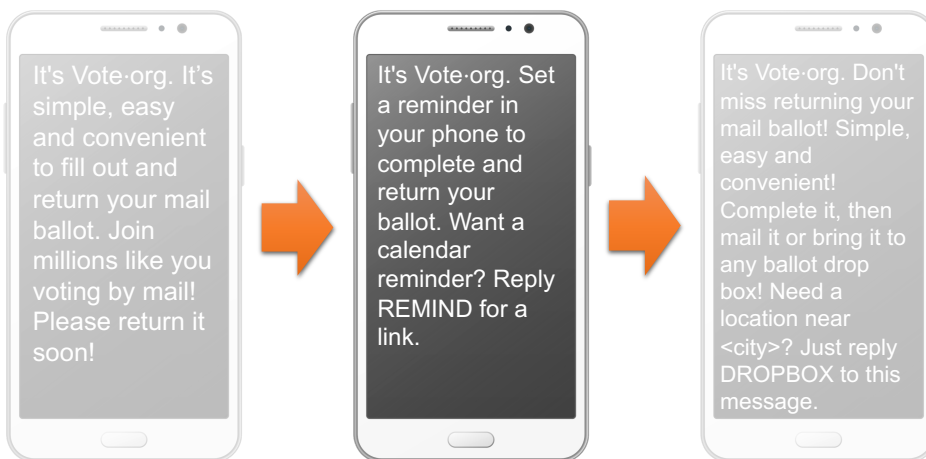 It's Vote·org. It’s
simple, easy
and convenient
to fill out and
return your mail
ballot. Join
millions like you
voting by mail!
Please return it
soon!
It's Vote·org. Set
a reminder in
your phone to
complete and
return your
ballot. Want a
calendar
reminder? Reply
REMIND for a
link.
It's Vote·org. Don't
miss returning your
mail ballot! Simple,
easy and
convenient!
Complete it, then
mail it or bring it to
any ballot drop
box! Need a
location near
<city>? Just reply
DROPBOX to this
message.